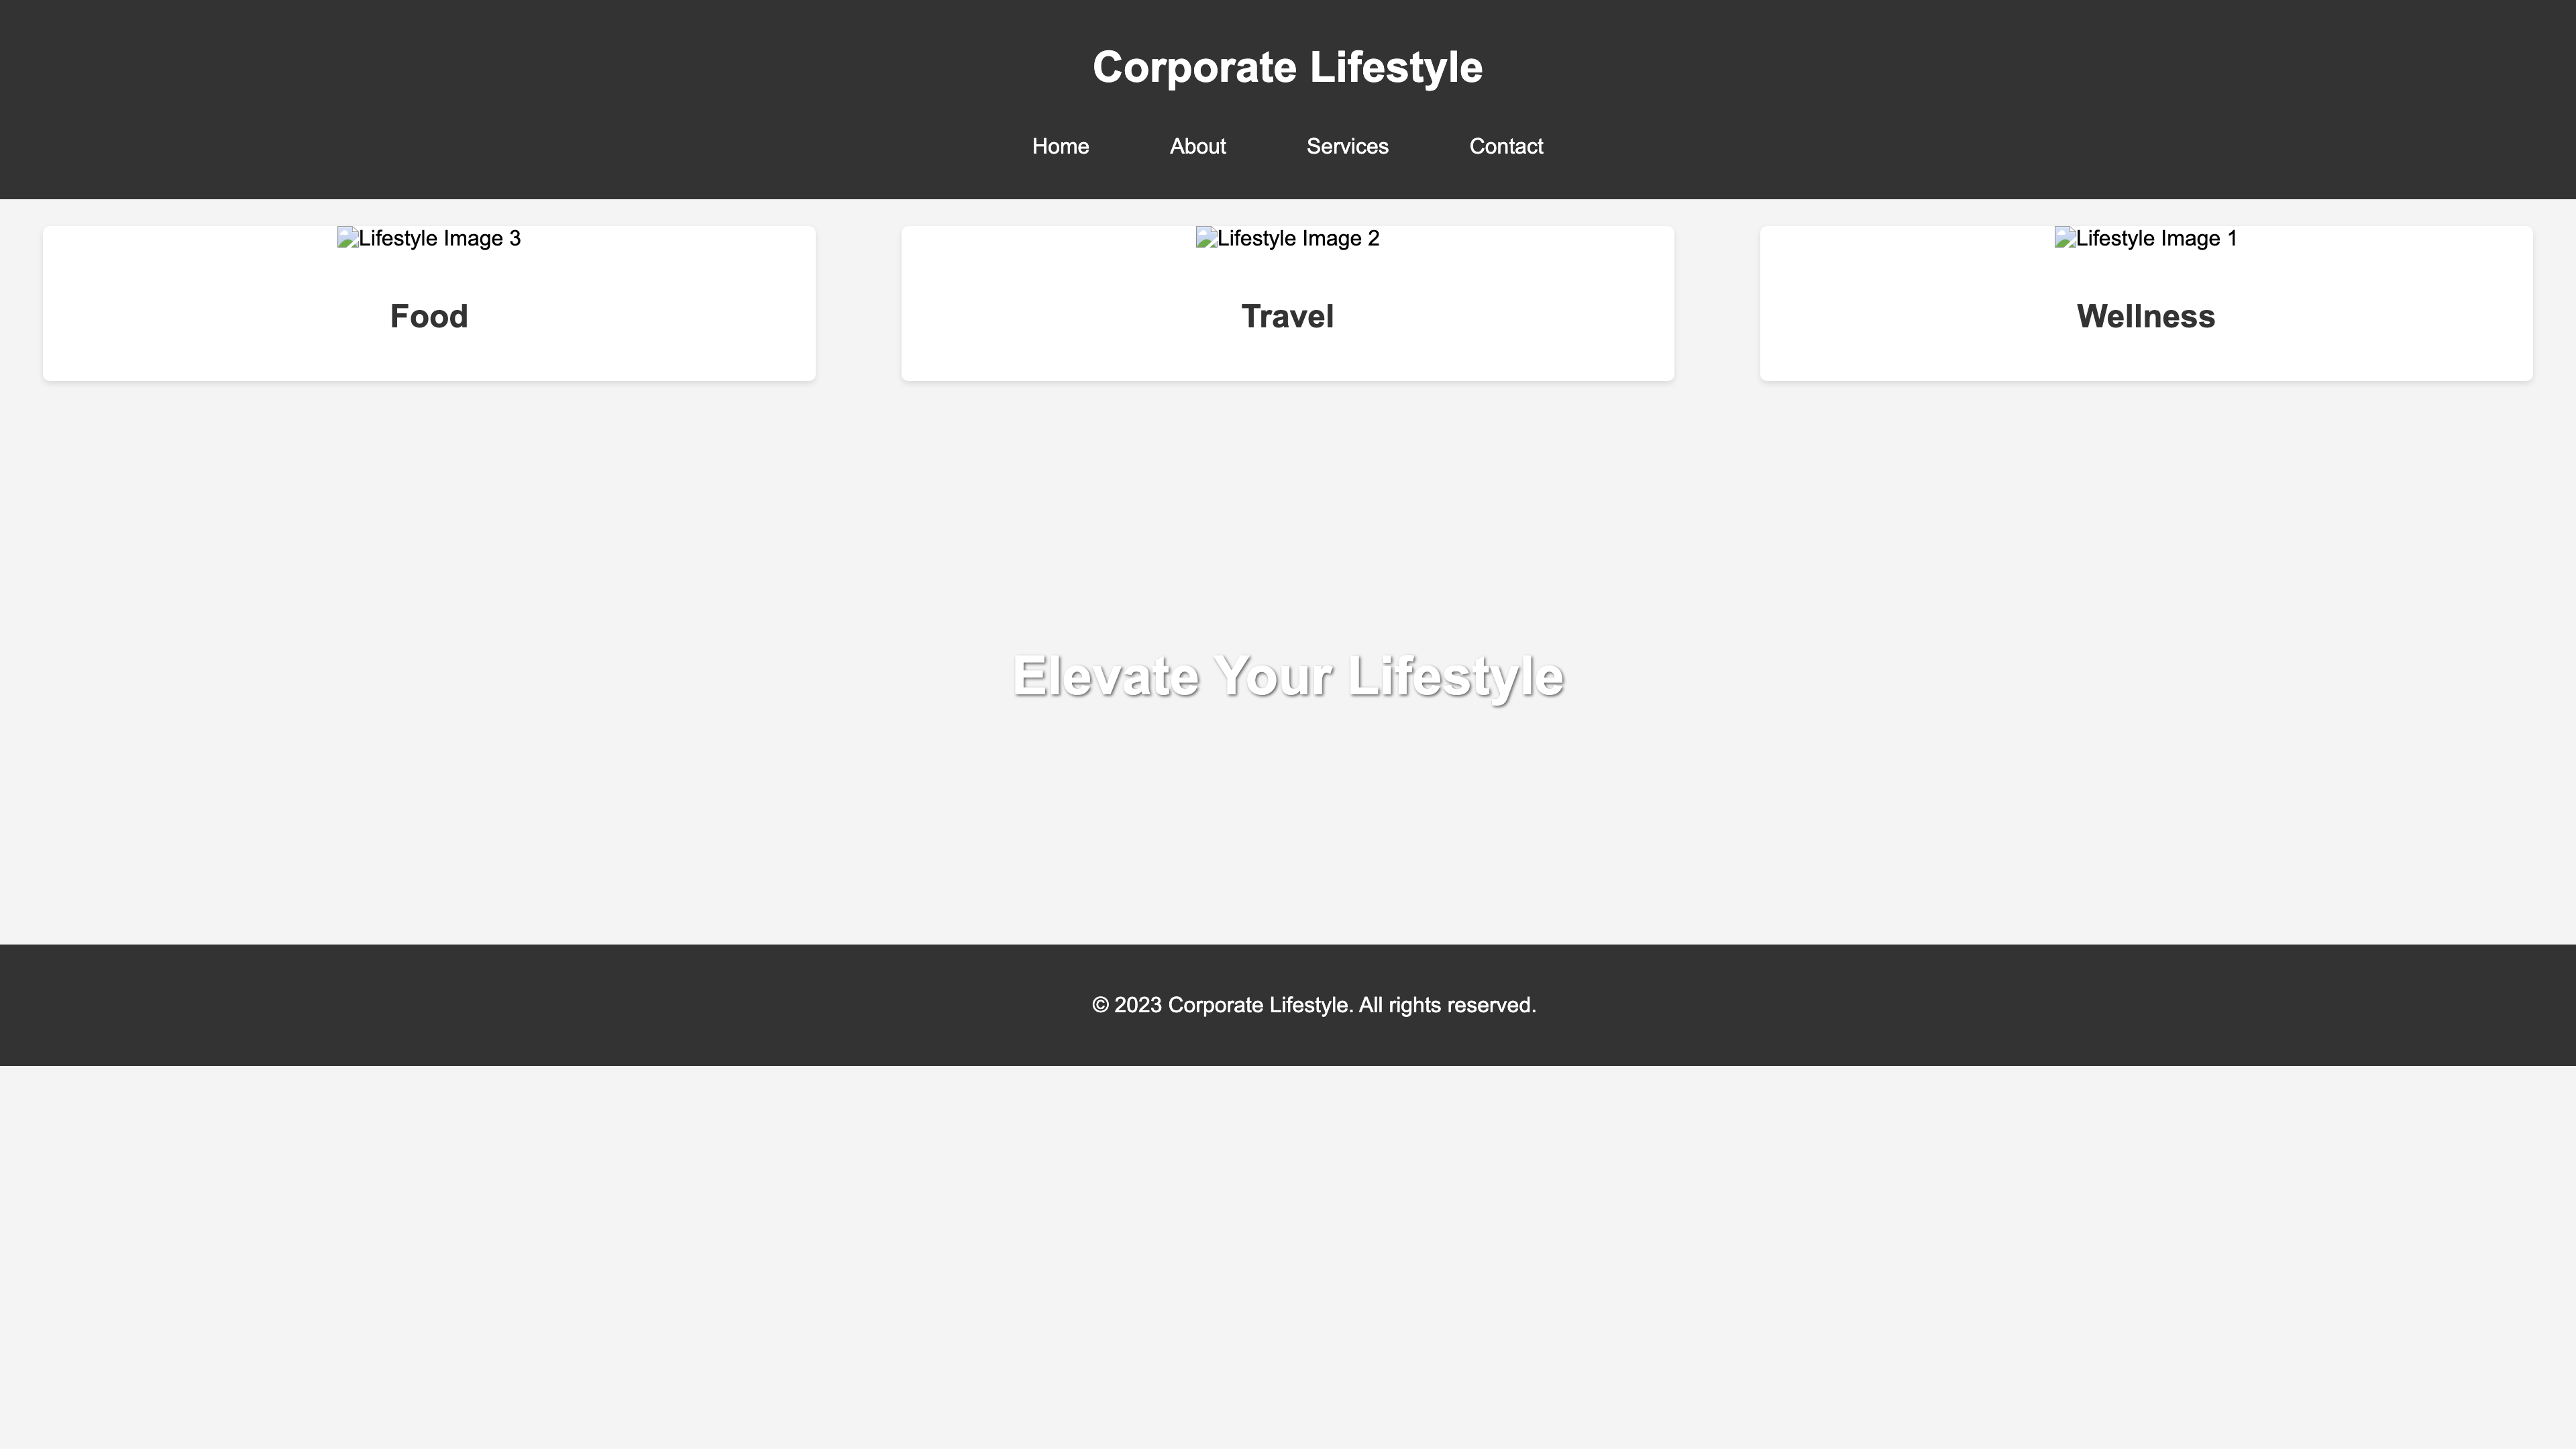 Corporate Lifestyle
Home About Services Contact
Lifestyle Image 3 Lifestyle Image 2 Lifestyle Image 1
Food Travel Wellness
Elevate Your Lifestyle
© 2023 Corporate Lifestyle. All rights reserved.